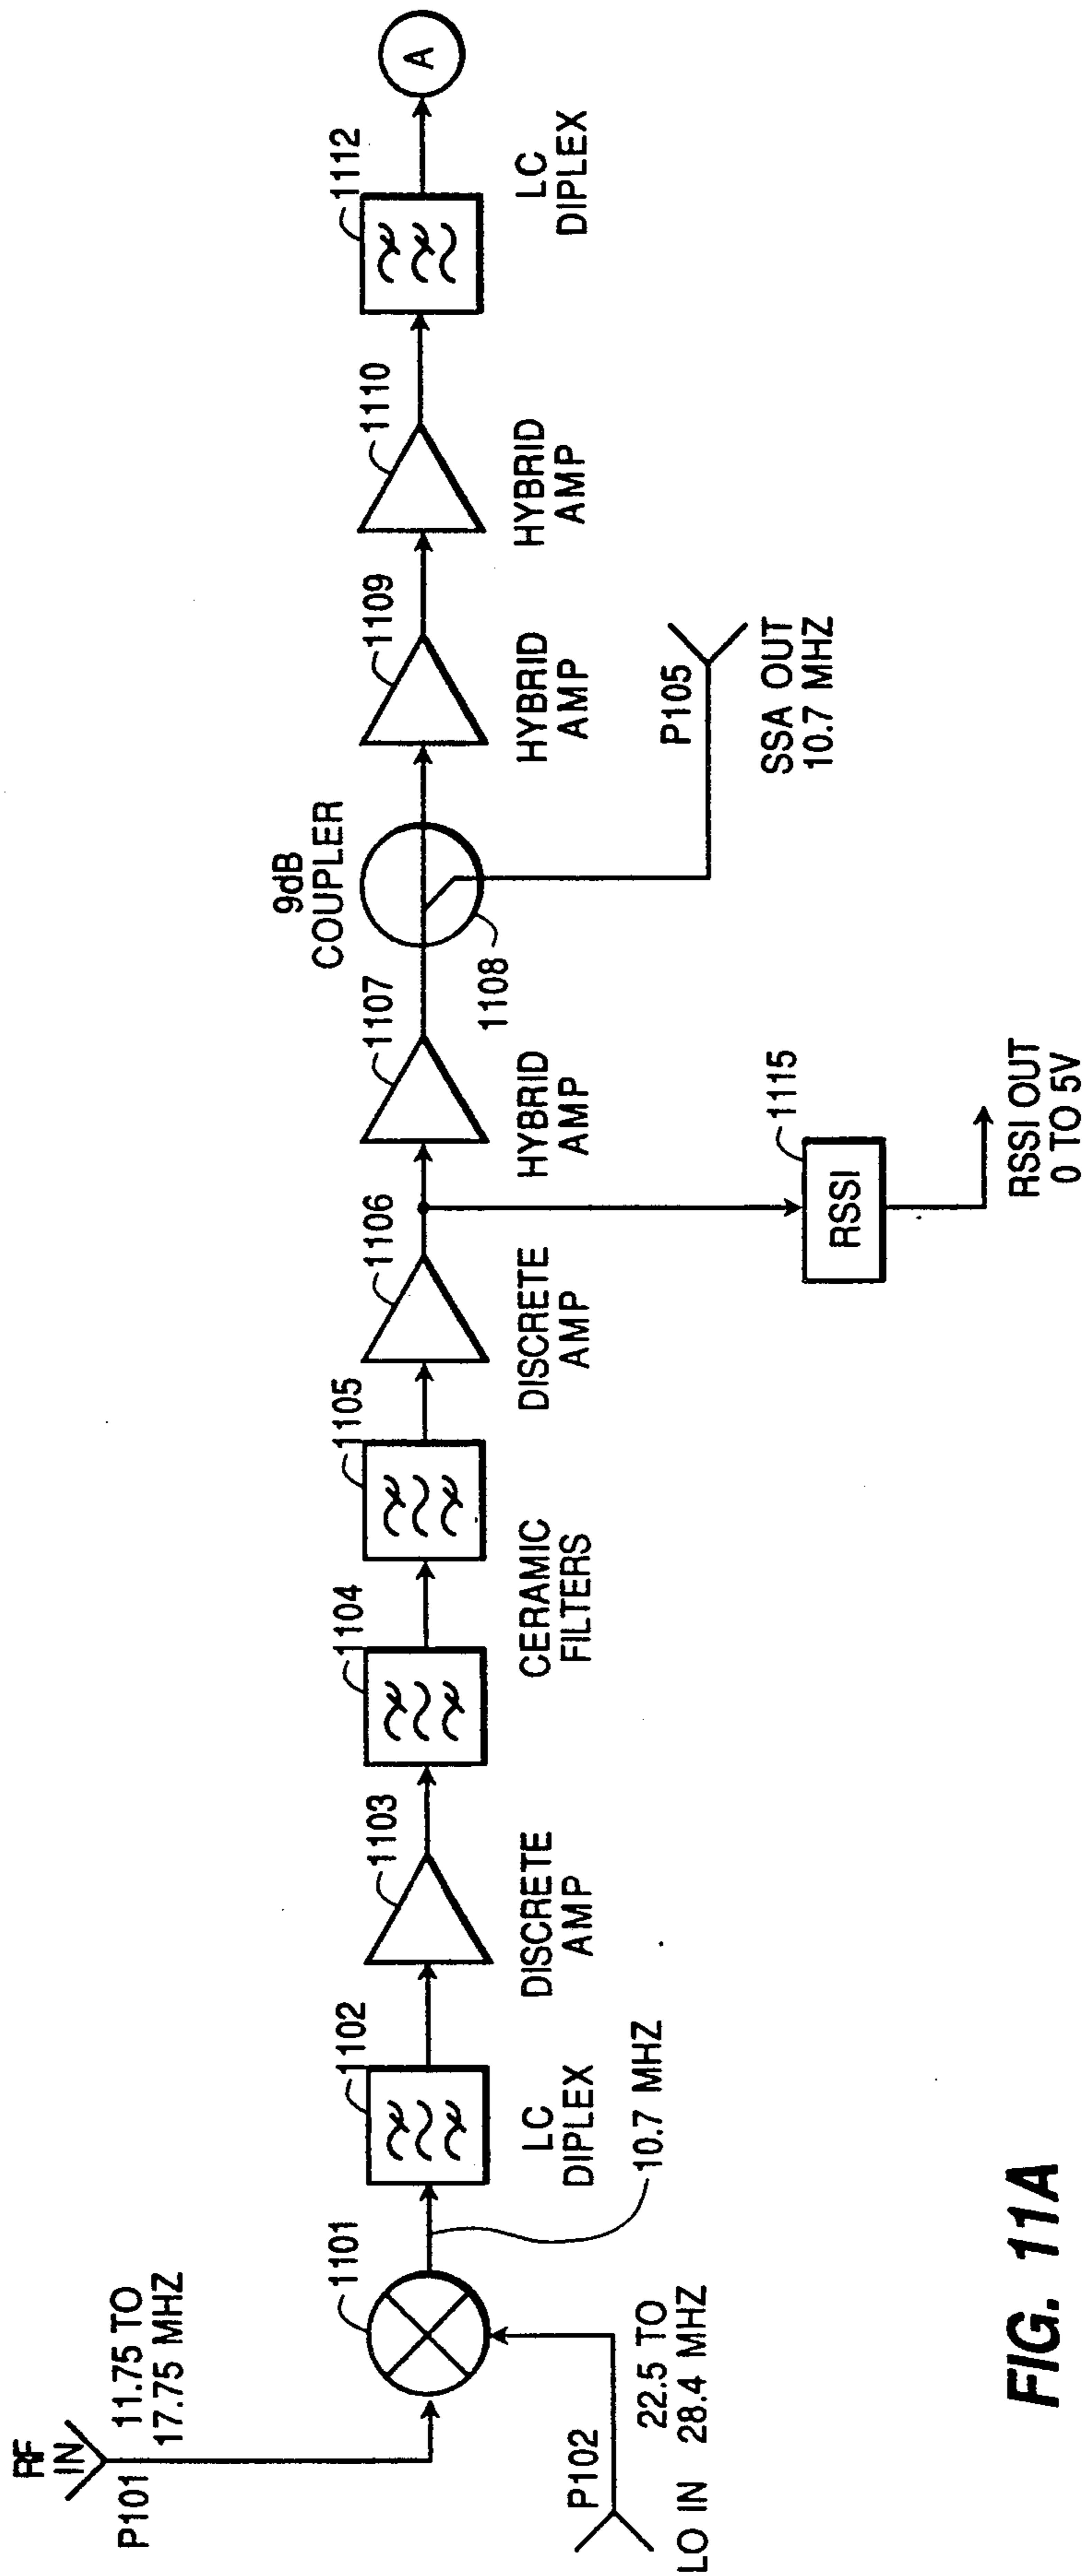 RF
IN
P101
11.75 TO
17.75 MHZ
1101
P102
LO IN
22.5 TO
28.4 MHZ
10.7 MHZ
1102
LC
DIPLEX
1103
DISCRETE
AMP
1104
1105
CERAMIC
FILTERS
1106
DISCRETE
AMP
1115
RSSI
RSSI OUT
0 TO 5V
1107
HYBRID
AMP
9dB
COUPLER
1108
P105
SSA OUT
10.7 MHZ
1109
HYBRID
AMP
1110
HYBRID
AMP
1112
LC
DIPLEX
A
FIG. 11A